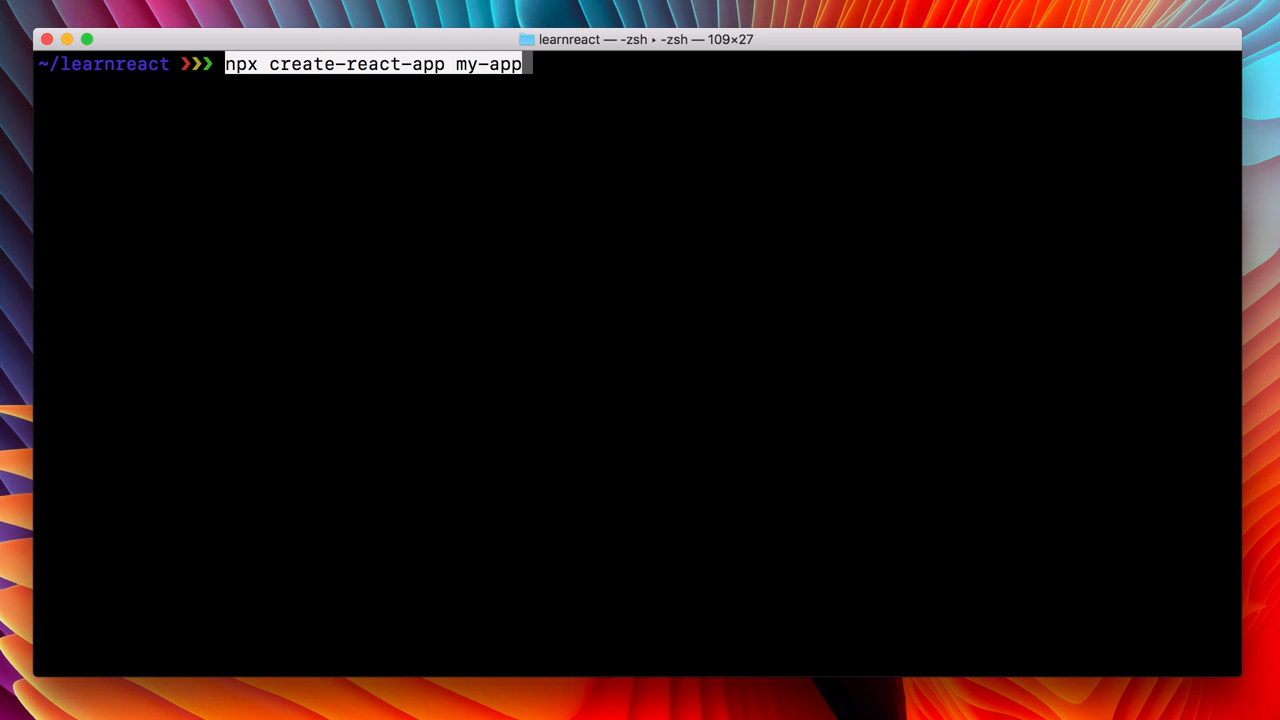 learnreact — -zsh ▸ -zsh — 109×27
~/learnreact ❯❯❯ npx create-react-app my-app